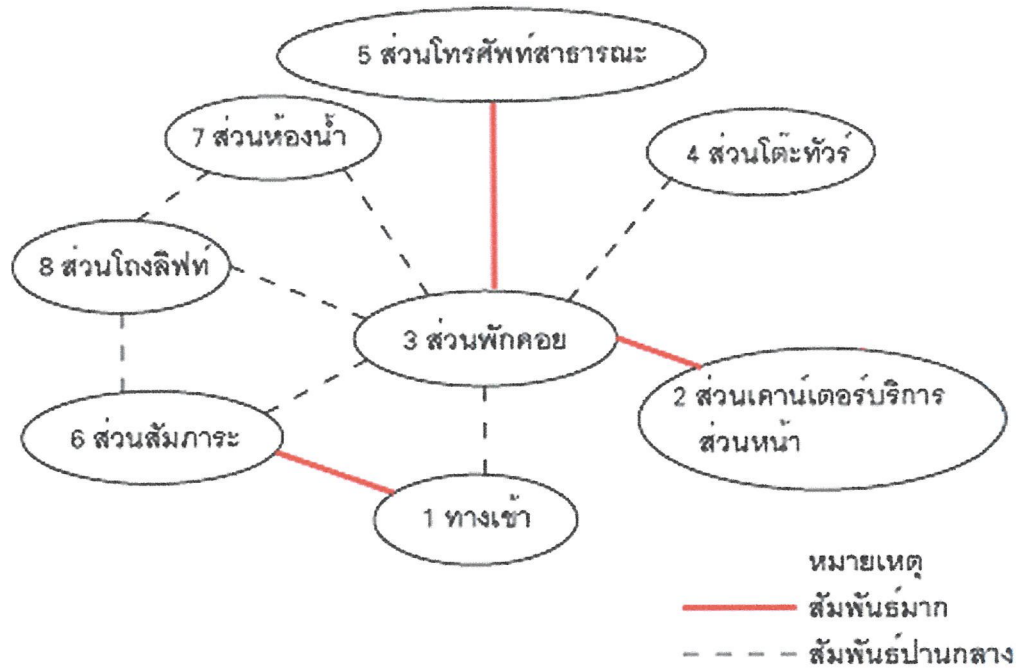 5 ส่วนโทรศัพท์สาธารณะ
7 ส่วนห้องน้ำ
4 ส่วนโต๊ะทัวร์
8 ส่วนโถงลิฟท์
3 ส่วนพักคอย
2 ส่วนเคาน์เตอร์บริการ
ส่วนหน้า
6 ส่วนสัมภาระ
1 ทางเข้า
หมายเหตุ
สัมพันธ์มาก
สัมพันธ์ปานกลาง